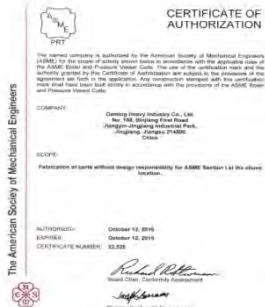 ASME
PRT
CERTIFICATE OF
AUTHORIZATION
The named company is authorized by the American Society of Mechanical Engineers
(ASME) for the scope of activity shown below in accordance with the applicable rules of
the ASME Boiler and Pressure Vessel Code. The use of the certification mark and the
authority granted by this Certificate of Authorization are subject to the provisions of the
agreement set forth in the application. Any construction stamped with this certification
mark shall have been built strictly in accordance with the provisions of the ASME Boiler
and Pressure Vessel Code.
COMPANY:
Heavy Industry Co., Ltd.
No. 188, Binjiang First Road
Jiangyin-Jingjiang Industrial Park,
Jingjiang, Jiangsu 214500
China
SCOPE:
Fabrication of parts without design responsibility for ASME Section I at the above
location.
AUTHORIZED: October 12,
EXPIRES: October 12,
CERTIFICATE NUMBER:
Board Chair, Conformity Assessment
The American Society of Mechanical Engineers